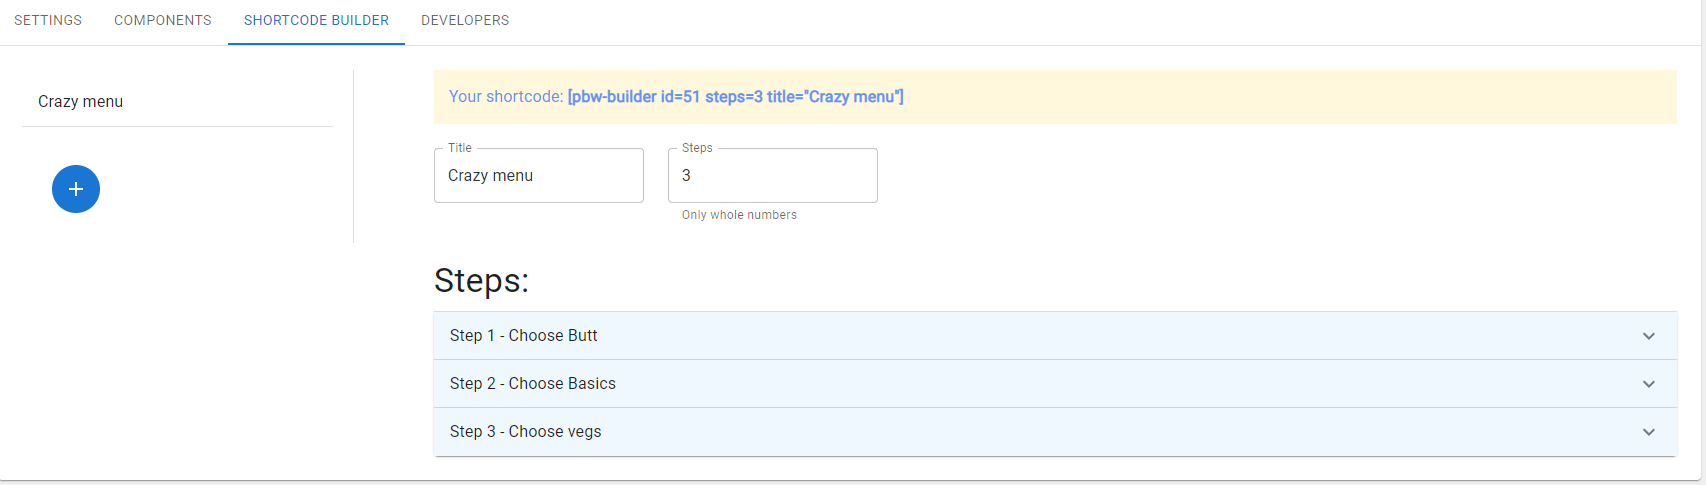 SETTINGS COMPONENTS SHORTCODE BUILDER DEVELOPERS
Crazy menu
Your shortcode: [pbw-builder id=51 steps=3 title="Crazy menu"]
Title
Crazy menu
Steps
3
Only whole numbers
Steps:
Step 1 - Choose Butt
Step 2 - Choose Basics
Step 3 - Choose vegs